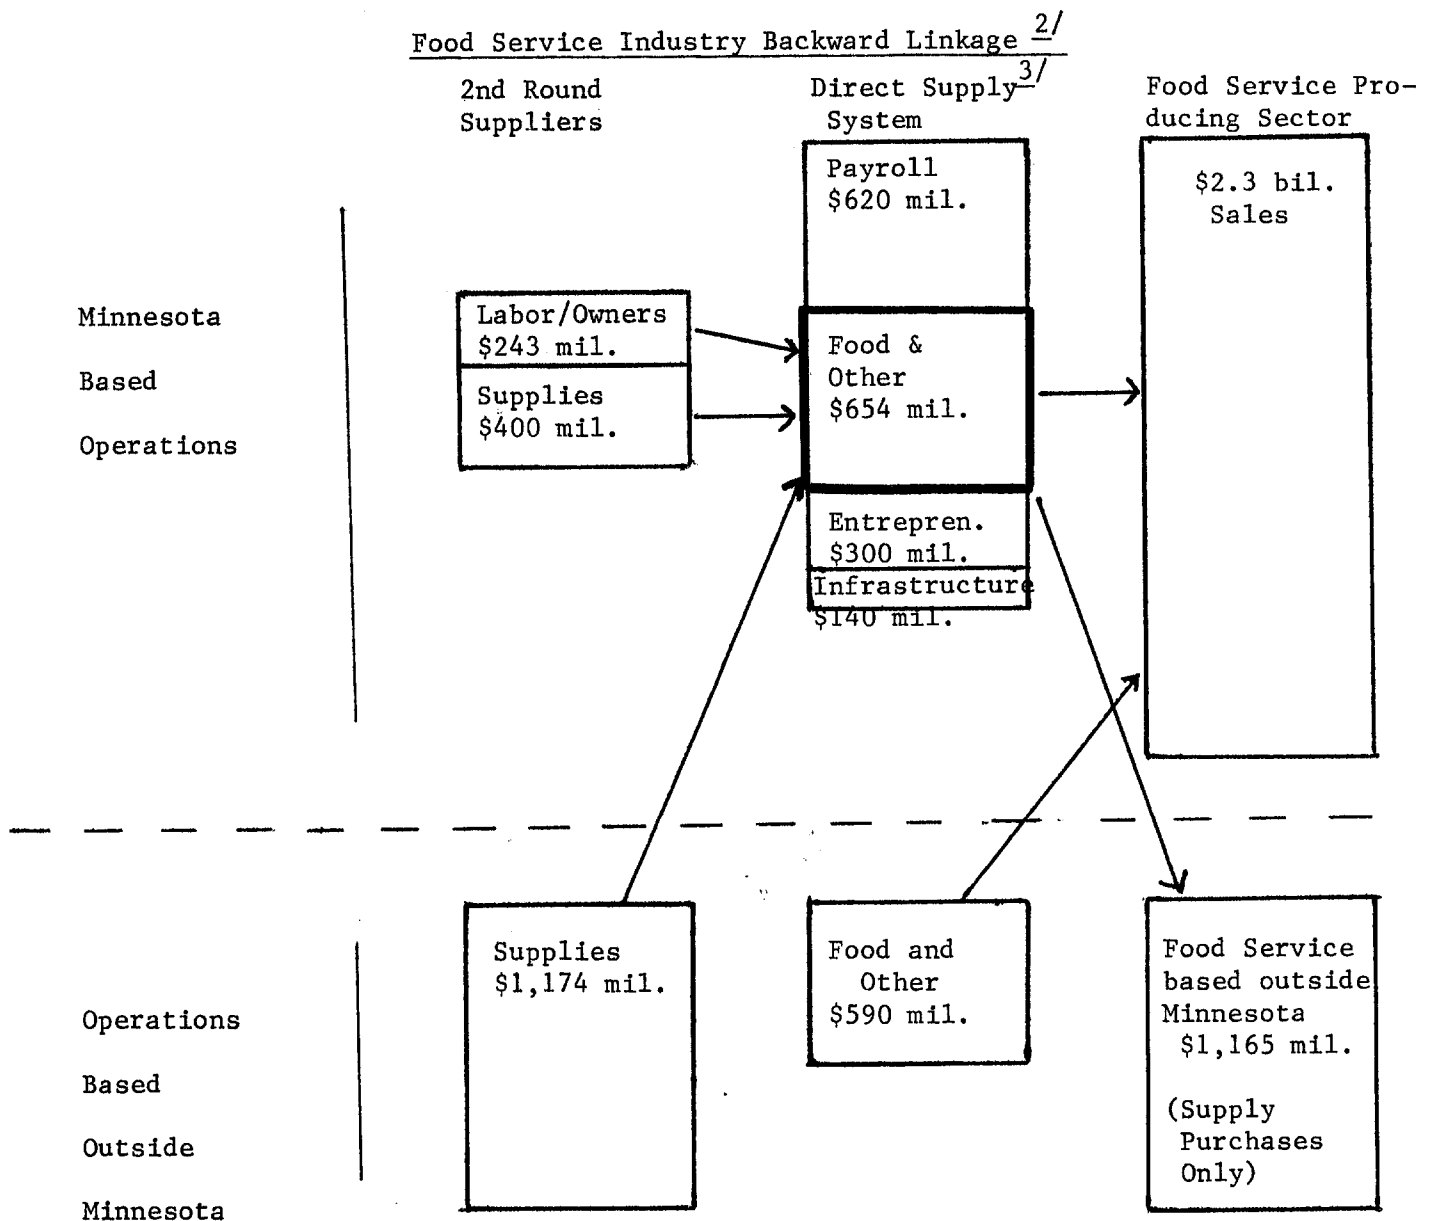 Food Service Industry Backward Linkage 2/
2nd Round
Suppliers
Direct Supply 3/
System
Food Service Pro-
ducing Sector
Payroll
$620 mil.
$2.3 bil.
Sales
Minnesota
Based
Operations
Labor/Owners
$243 mil.
Supplies
$400 mil.
Food &
Other
$654 mil.
Entrepren.
$300 mil.
Infrastructure
$140 mil.
Operations
Based
Outside
Minnesota
Supplies
$1,174 mil.
Food and
Other
$590 mil.
Food Service
based outside
Minnesota
$1,165 mil.
(Supply
Purchases
Only)